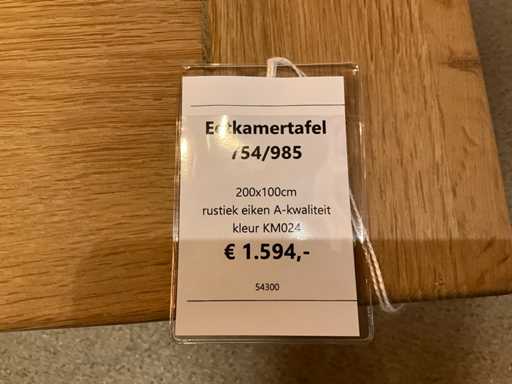 Eetkamertafel
754/985
200x100cm
rustiek eiken A-kwaliteit
kleur KM024
€ 1.594,-
54300